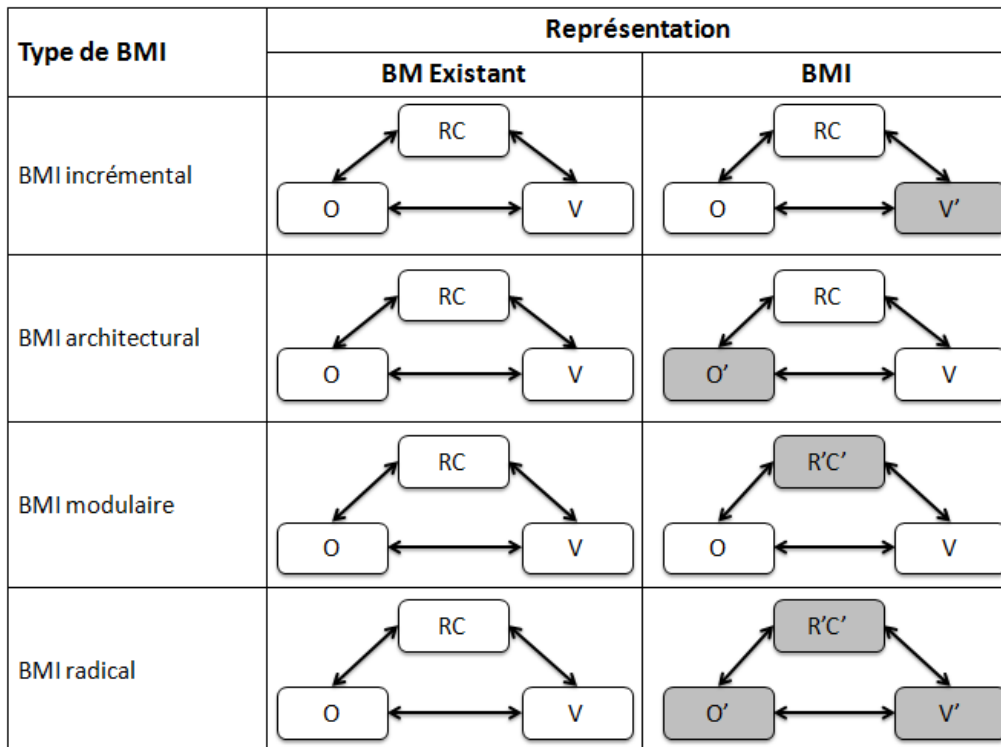 Type de BMI
Représentation
BM Existant
BMI
BMI incrémental
RC
O
V
RC
O
V'
BMI architectural
RC
O
V
RC
O'
V
BMI modulaire
RC
O
V
R'C'
O
V
BMI radical
RC
O
V
R'C'
O'
V'